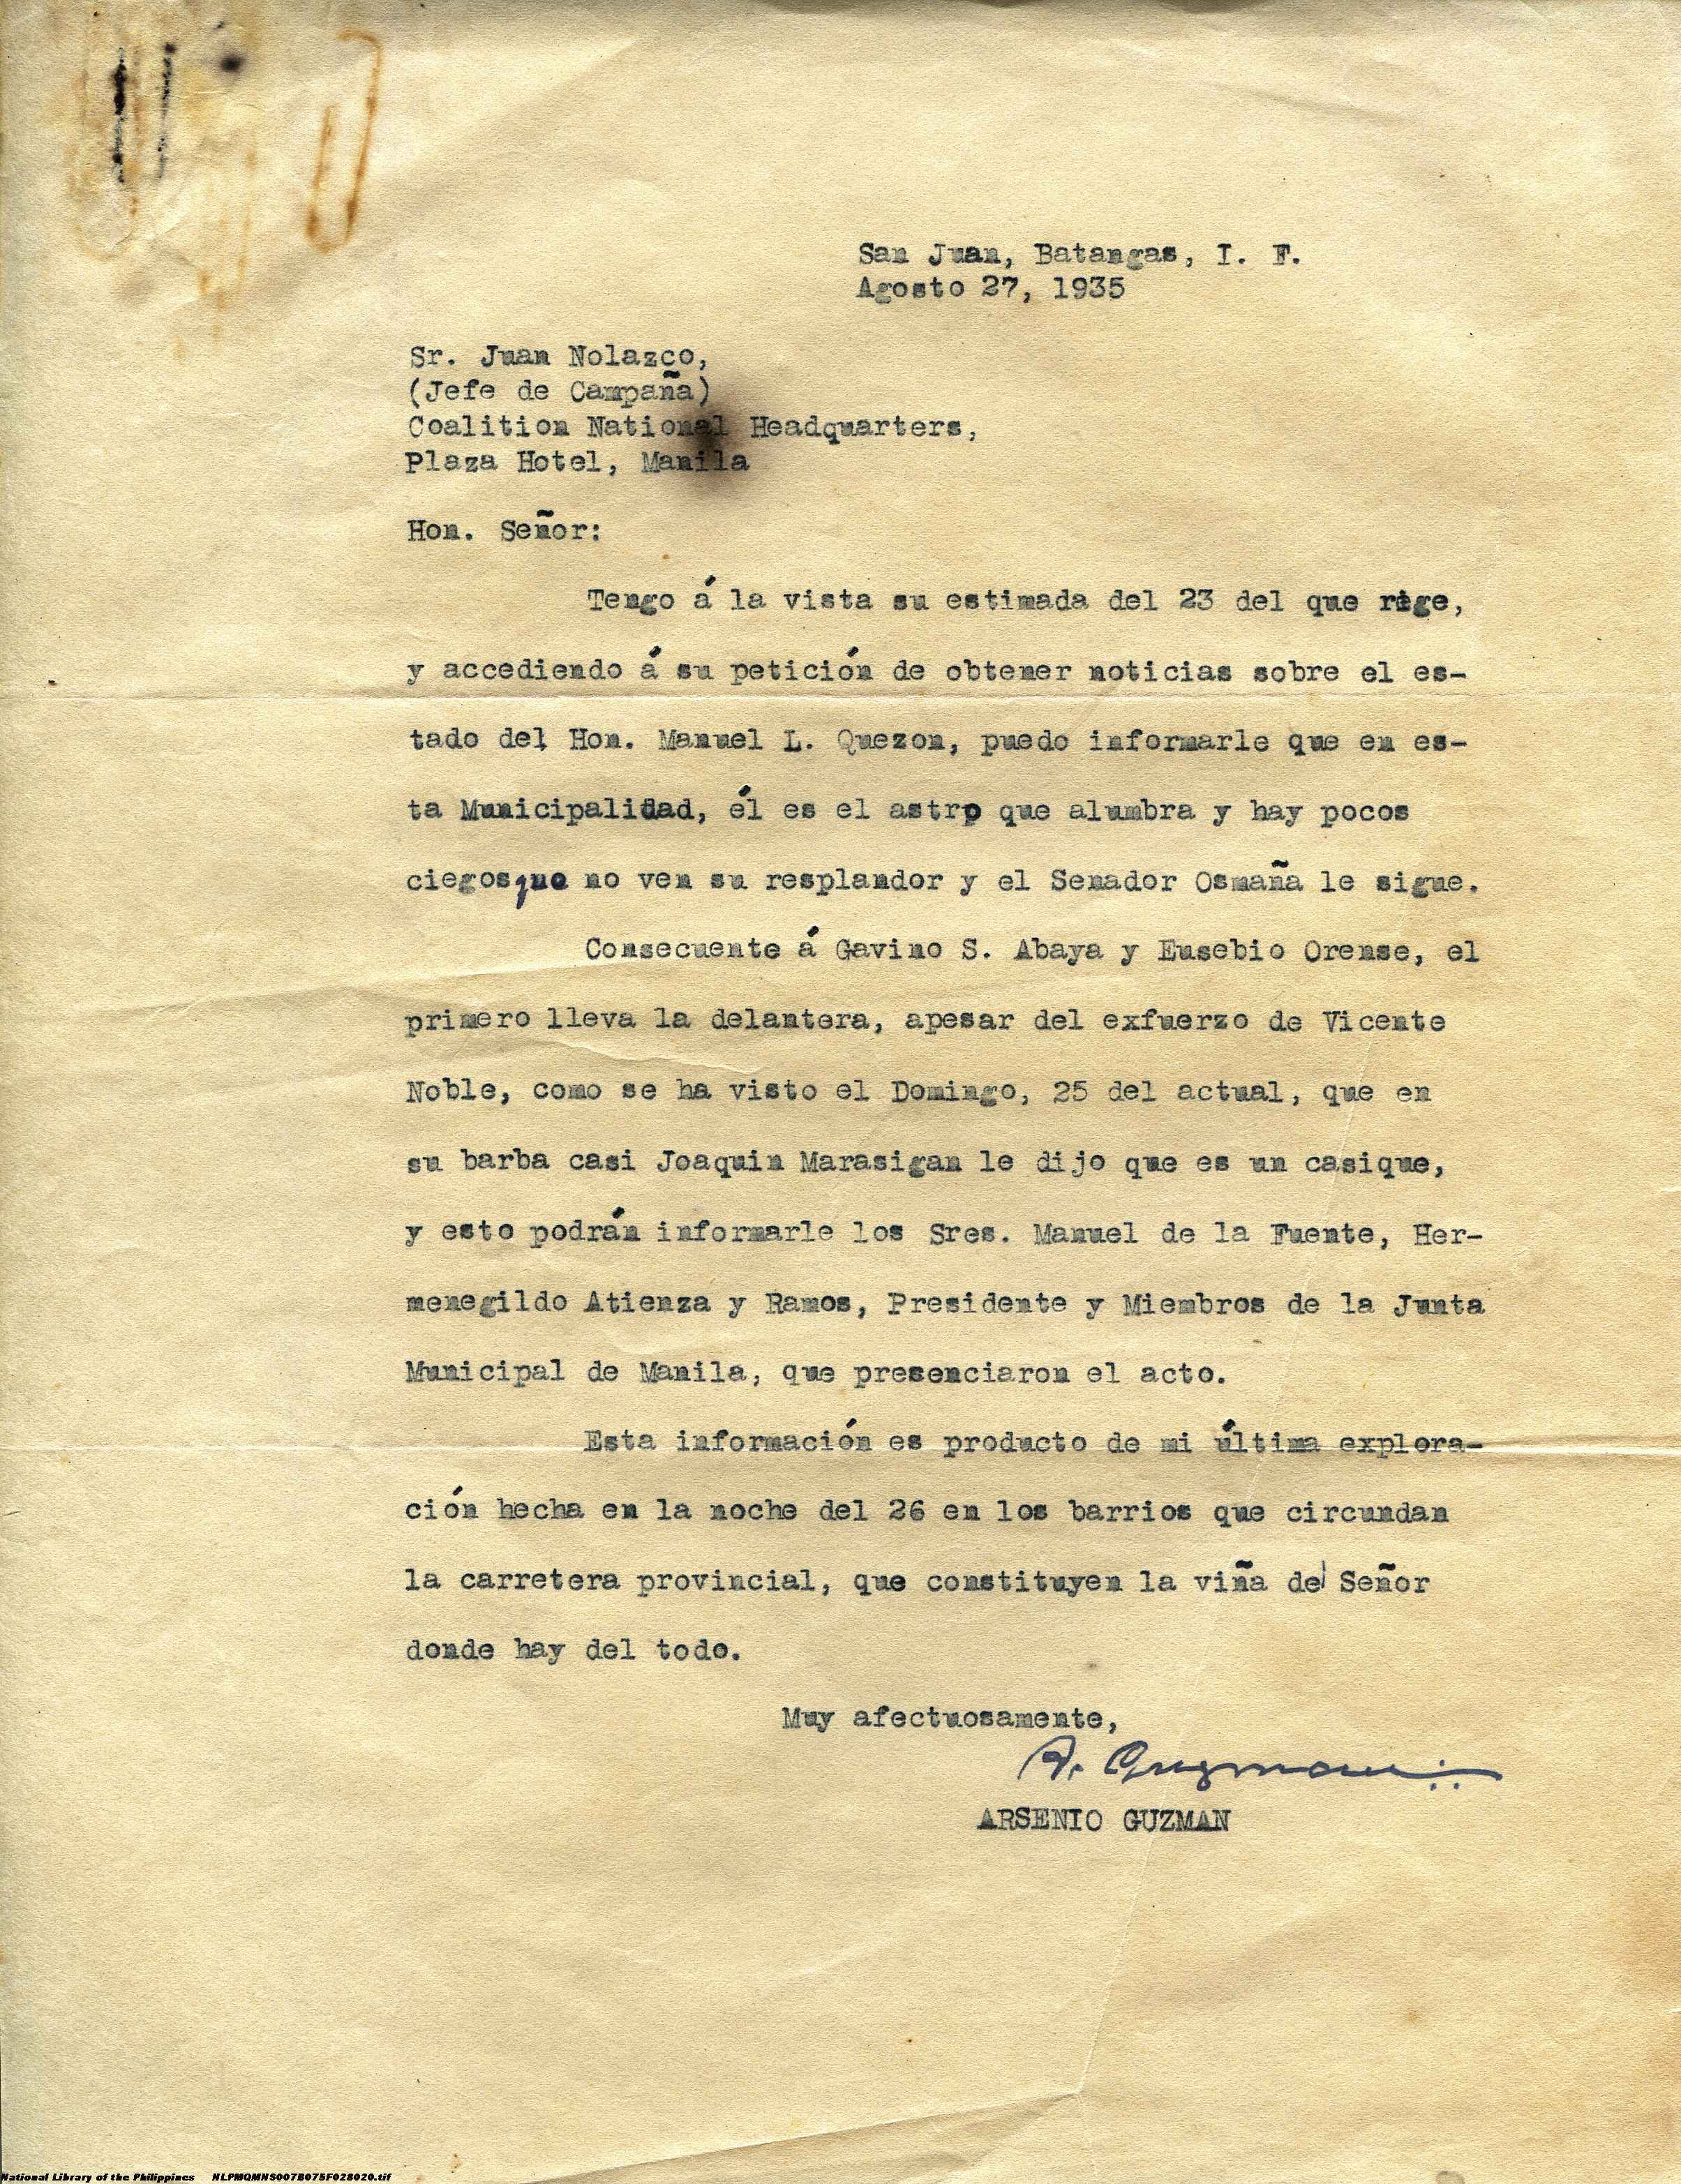 San Juan, Batangas, I. F.
Agosto 27, 1935
Sr. Juan Nolazco,
(Jefe de Campaña)
Coalition National Headquarters,
Plaza Hotel, Manila
Hon. Señor:
Tengo á la vista su estimada del 23 del que rige,
y accediendo á su petición de obtener noticias sobre el es-
tado del Hon. Manuel L. Quezon, puedo informarle que en es-
ta Municipalidad, él es el astro que alumbra y hay pocos
ciegos que no ven su resplandor y el Senador Osmaña le sigue.
Consecuente á Gavino S. Abaya y Eusebio Orense, el
primero lleva la delantera, apesar del exfuerzo de Vicente
Noble, como se ha visto el Domingo, 25 del actual, que en
su barba casi Joaquin Marasigan le dijo que es un casique,
y esto podrán informarle los Sres. Manuel de la Fuente, Her-
menegildo Atienza y Ramos, Presidente y Miembros de la Junta
Municipal de Manila, que presenciaron el acto.
Esta información es producto de mi última explora-
ción hecha en la noche del 26 en los barrios que circundan
la carretera provincial, que constituyen la viña del Señor
donde hay del todo.
Muy afectuosamente,
A. Guzman
ARSENIO GUZMAN
National Library of the Philippines NLPMQMNS007B075F028020.tif